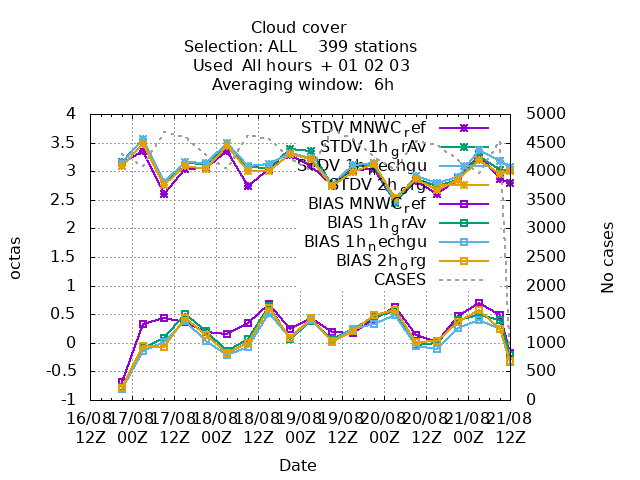 Cloud cover
Selection: ALL 399 stations
Used All hours + 01 02 03
Averaging window: 6h
octas
No cases
4
3.5
3
2.5
2
1.5
1
0.5
0
-0.5
-1
5000
4500
4000
3500
3000
2500
2000
1500
1000
500
0
STDV MNWC_ref
STDV 1h_grAv
STDV 1h_nechgu
STDV 2h_org
BIAS MNWC_ref
BIAS 1h_grAv
BIAS 1h_nechgu
BIAS 2h_org
CASES
16/08 17/08 17/08 18/08 18/08 19/08 19/08 20/08 20/08 21/08 21/08
12Z 00Z 12Z 00Z 12Z 00Z 12Z 00Z 12Z 00Z 12Z
Date